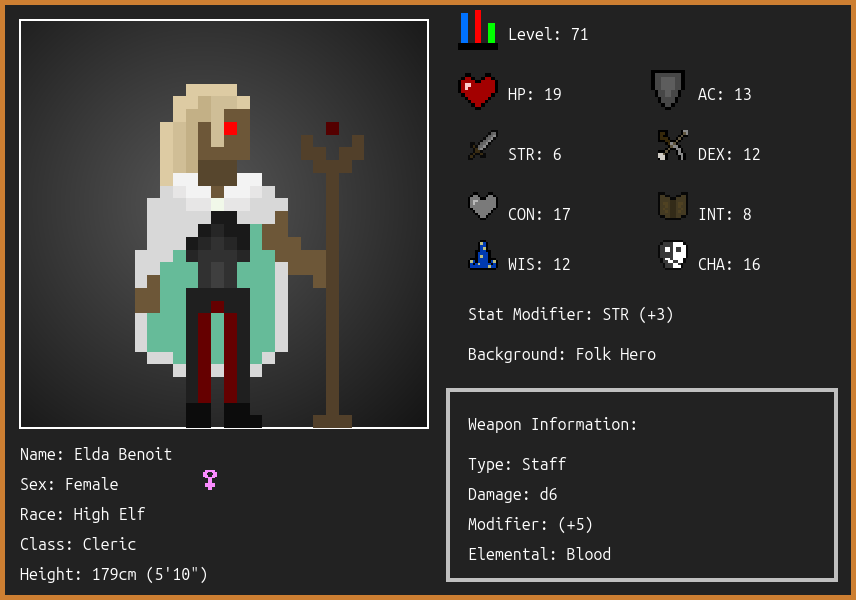 Level: 71
HP: 19
AC: 13
STR: 6
DEX: 12
CON: 17
INT: 8
WIS: 12
CHA: 16
Stat Modifier: STR (+3)
Background: Folk Hero
Weapon Information:
Type: Staff
Damage: d6
Modifier: (+5)
Elemental: Blood
Name: Elda Benoit
Sex: Female
Race: High Elf
Class: Cleric
Height: 179cm (5'10")